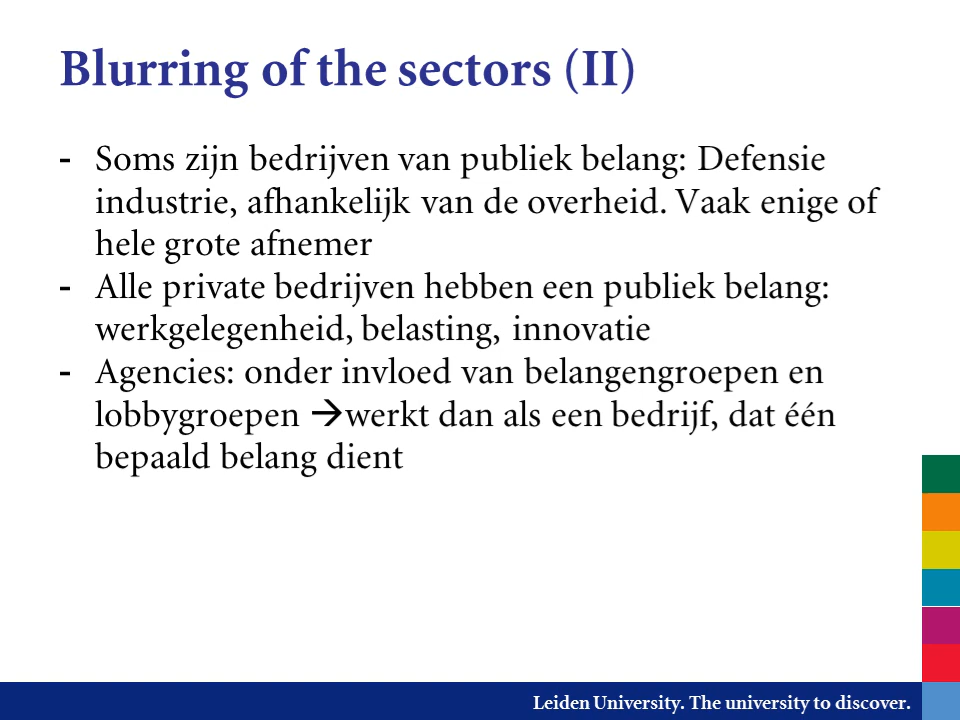 Blurring of the sectors (II)
- Soms zijn bedrijven van publiek belang: Defensie
industrie, afhankelijk van de overheid. Vaak enige of
hele grote afnemer
- Alle private bedrijven hebben een publiek belang:
werkgelegenheid, belasting, innovatie
- Agencies: onder invloed van belangengroepen en
lobbygroepen →werkt dan als een bedrijf, dat één
bepaald belang dient
Leiden University. The university to discover.